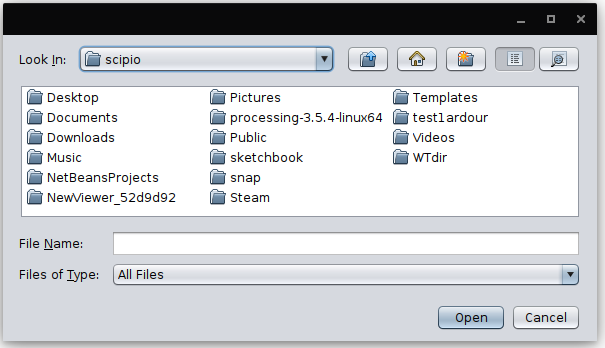 Look In: scipio
Desktop Pictures Templates
Documents processing-3.5.4-linux64 test1ardour
Downloads Public Videos
Music sketchbook WTdir
NetBeansProjects snap
NewViewer_52d9d92 Steam
File Name:
Files of Type: All Files
Open Cancel